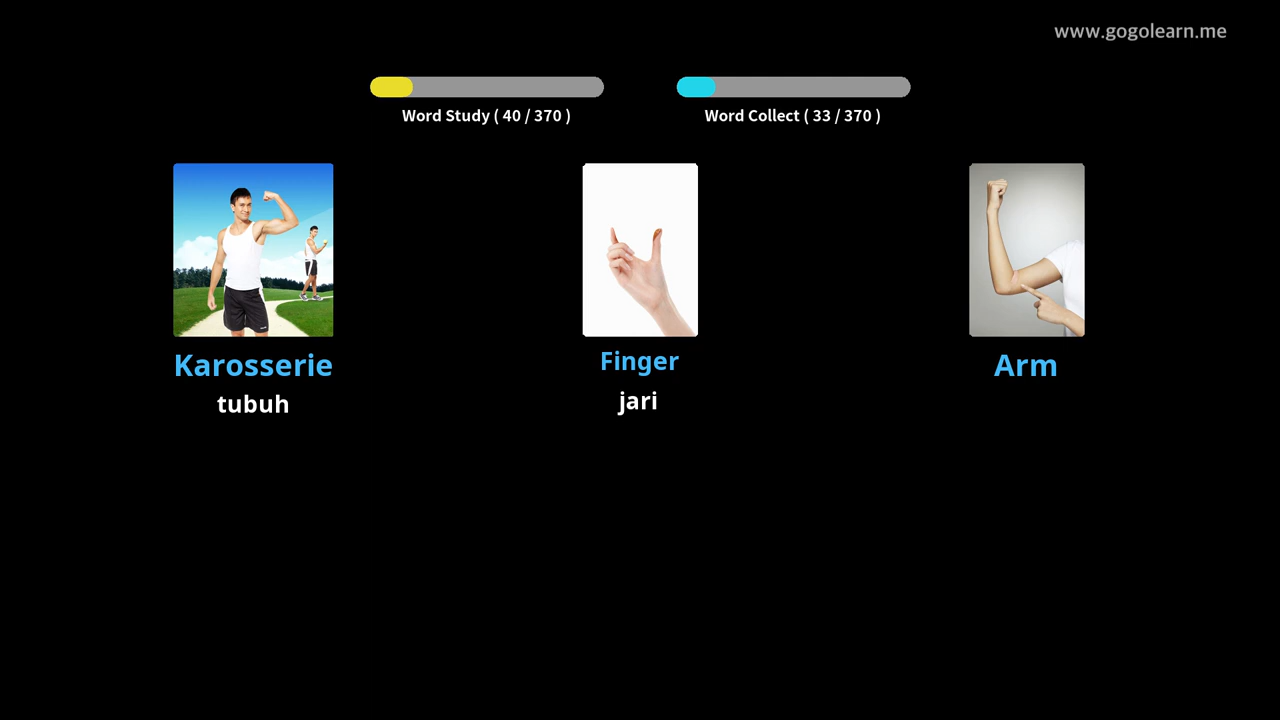 www.gogolearn.me
Word Study ( 40 / 370 )
Word Collect ( 33 / 370 )
Karosserie
Finger
Arm
tubuh
jari